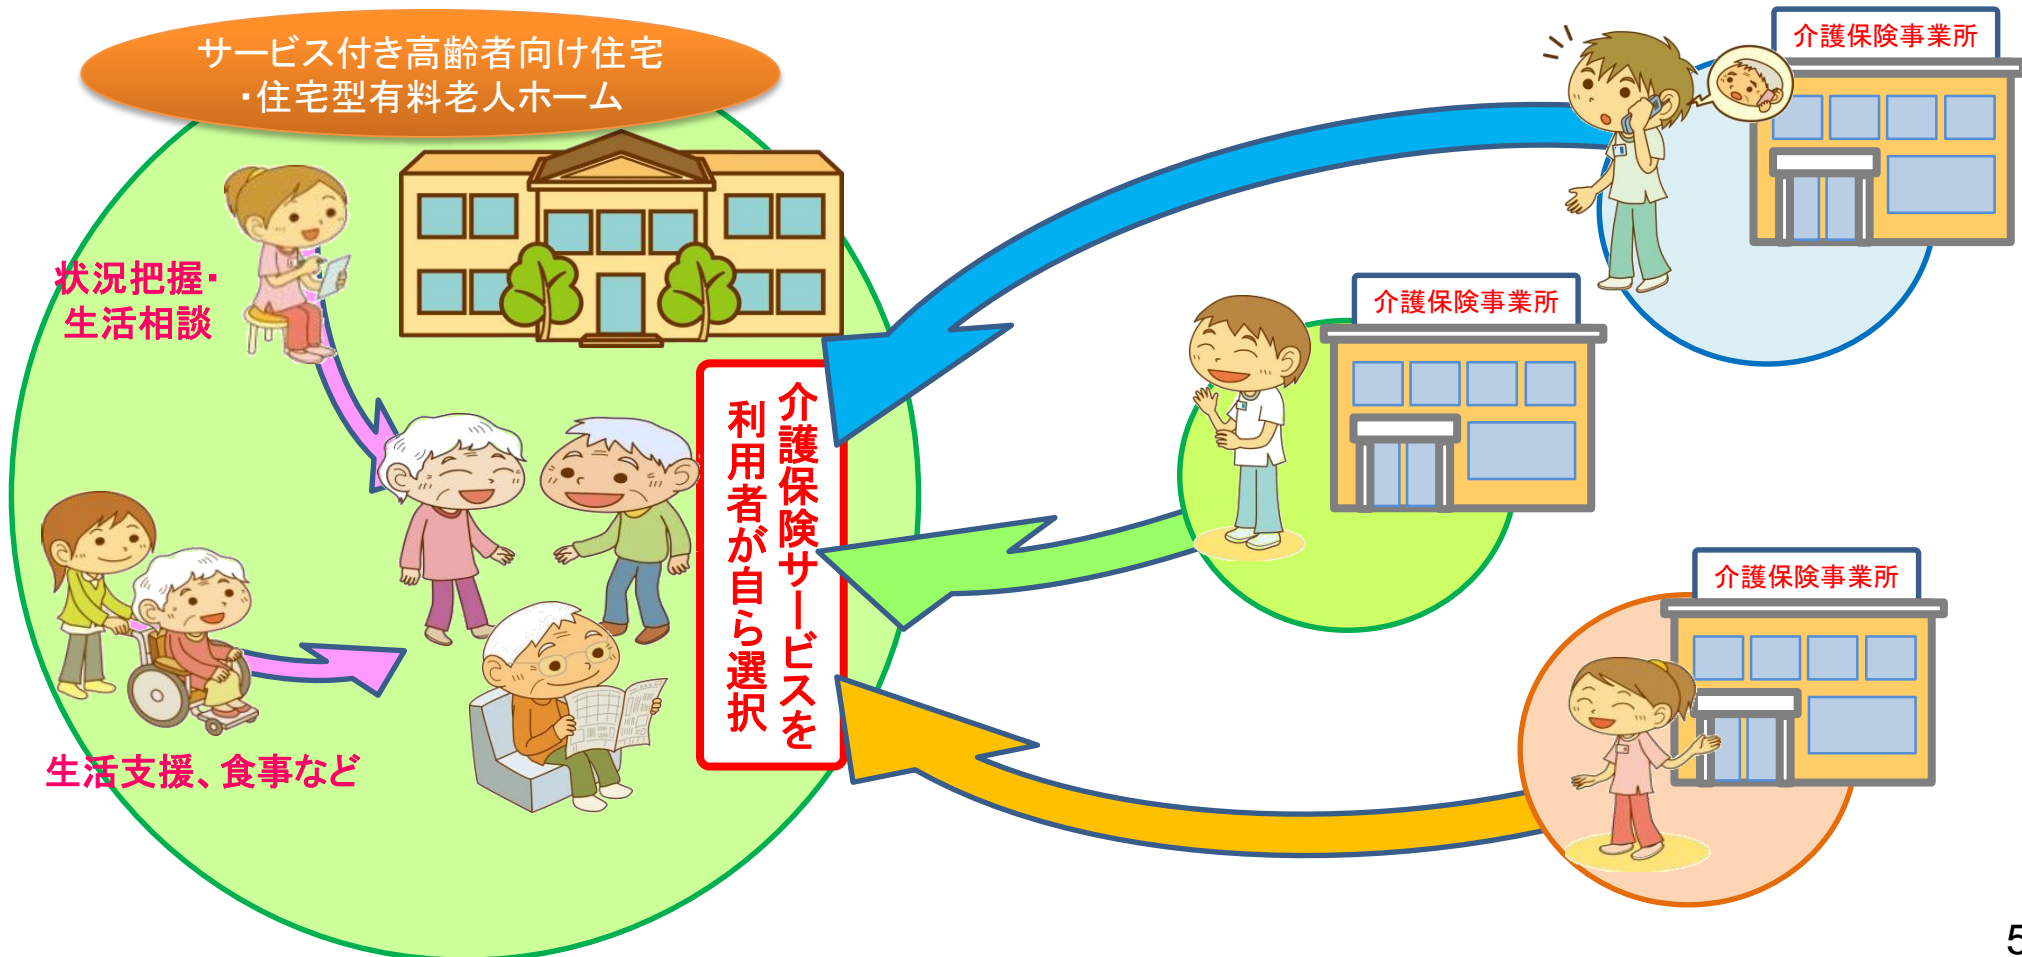 サービス付き高齢者向け住宅
・住宅型有料老人ホーム
状況把握・
生活相談
生活支援、食事など
介護保険サービスを
利用者が自ら選択
介護保険事業所
介護保険事業所
介護保険事業所
5